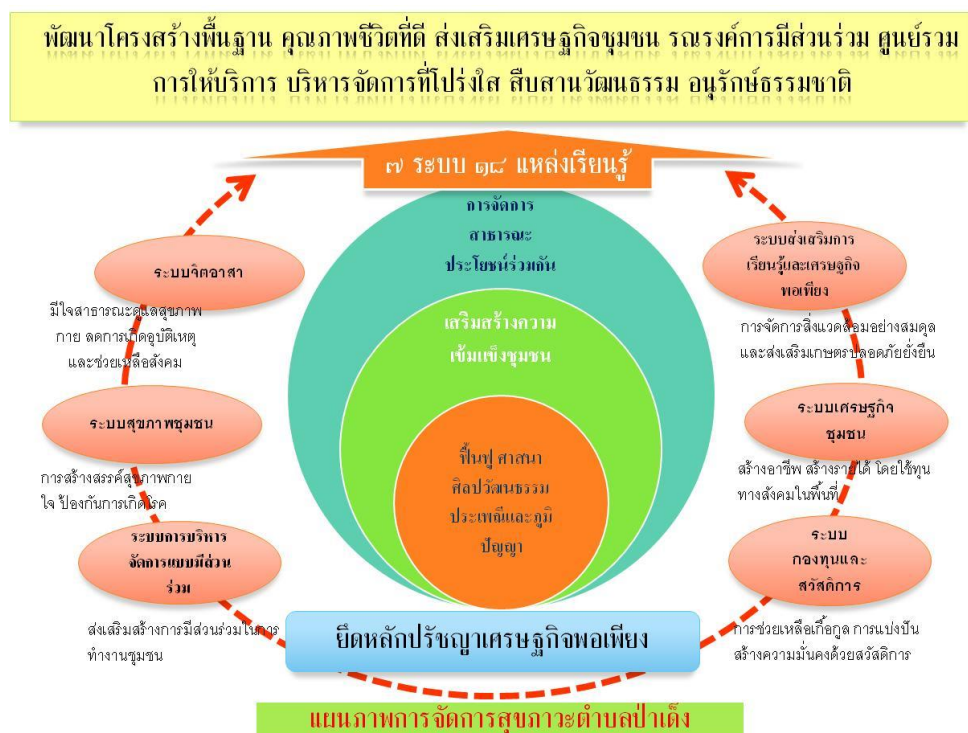 พัฒนาโครงสร้างพื้นฐาน คุณภาพชีวิตที่ดี ส่งเสริมเศรษฐกิจชุมชน รณรงค์การมีส่วนร่วม ศูนย์รวม
การให้บริการ บริหารจัดการที่โปร่งใส สืบสานวัฒนธรรม อนุรักษ์ธรรมชาติ
๗ ระบบ ๑๘ แหล่งเรียนรู้
การจัดการ
สาธารณะ
ประโยชน์ร่วมกัน
เสริมสร้างความ
เข้มแข็งชุมชน
ฟื้นฟู ศาสนา
ศิลปวัฒนธรรม
ประเพณีและภูมิ
ปัญญา
ระบบจิตอาสา
มีใจสาธารณะดูแลสุขภาพ
กาย ลดการเกิดอุบัติเหตุ
และช่วยเหลือสังคม
ระบบสุขภาพชุมชน
การสร้างสรรค์สุขภาพกาย
ใจ ป้องกันการเกิดโรค
ระบบการบริหาร
จัดการแบบมีส่วน
ร่วม
ส่งเสริมสร้างการมีส่วนร่วมในการ
ทำงานชุมชน
ระบบส่งเสริมการ
เรียนรู้และเศรษฐกิจ
พอเพียง
การจัดการสิ่งแวดล้อมอย่างสมดุล
และส่งเสริมเกษตรปลอดภัยยั่งยืน
ระบบเศรษฐกิจ
ชุมชน
สร้างอาชีพ สร้างรายได้ โดยใช้ทุน
ทางสังคมในพื้นที่
ระบบ
กองทุนและ
สวัสดิการ
การช่วยเหลือเกื้อกูล การแบ่งปัน
สร้างความมั่นคงด้วยสวัสดิการ
ยึดหลักปรัชญาเศรษฐกิจพอเพียง
แผนภาพการจัดการสุขภาวะตำบลป่าเด็ง